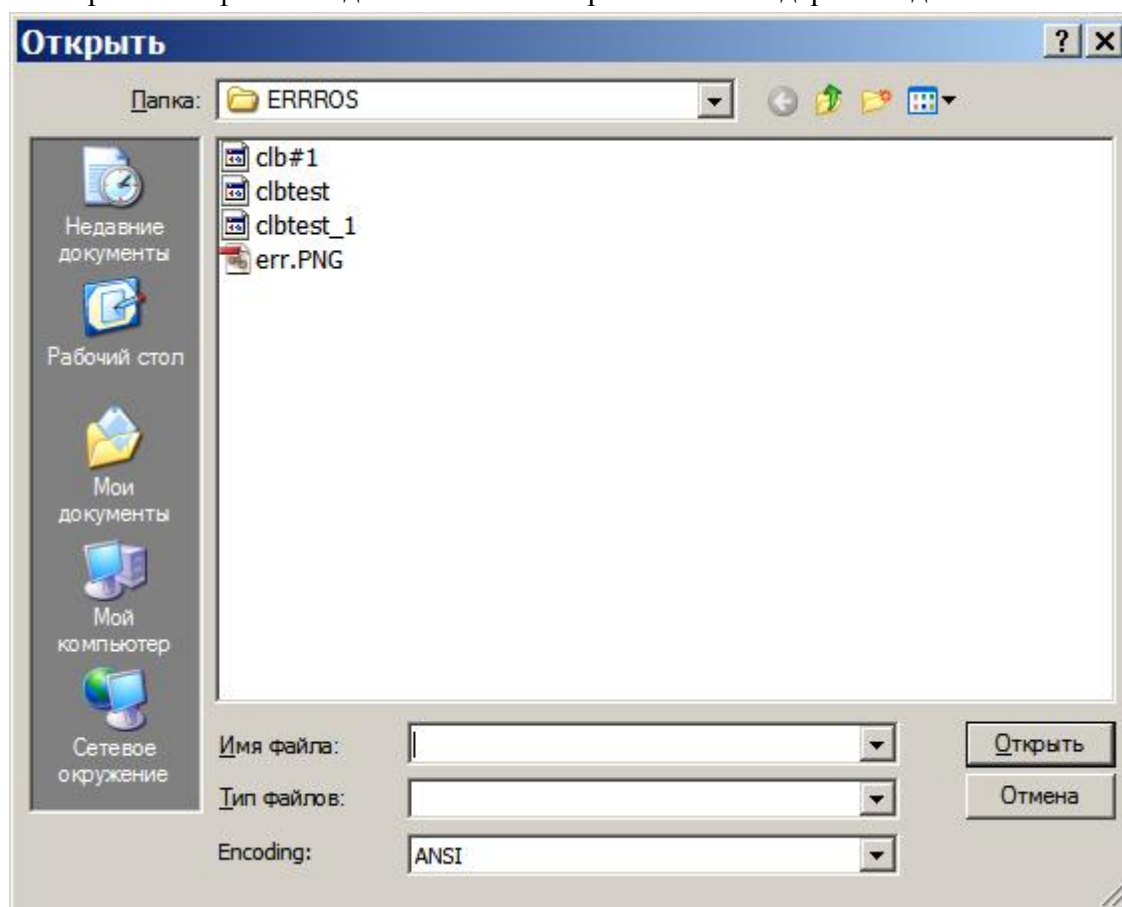 Открыть
Папка:
ERRROS
clb#1
clbtest
clbtest_1
err.PNG
Недавние
документы
Рабочий стол
Мои
документы
Мой
компьютер
Сетевое
окружение
Имя файла:
Открыть
Тип файлов:
Отмена
Encoding:
ANSI